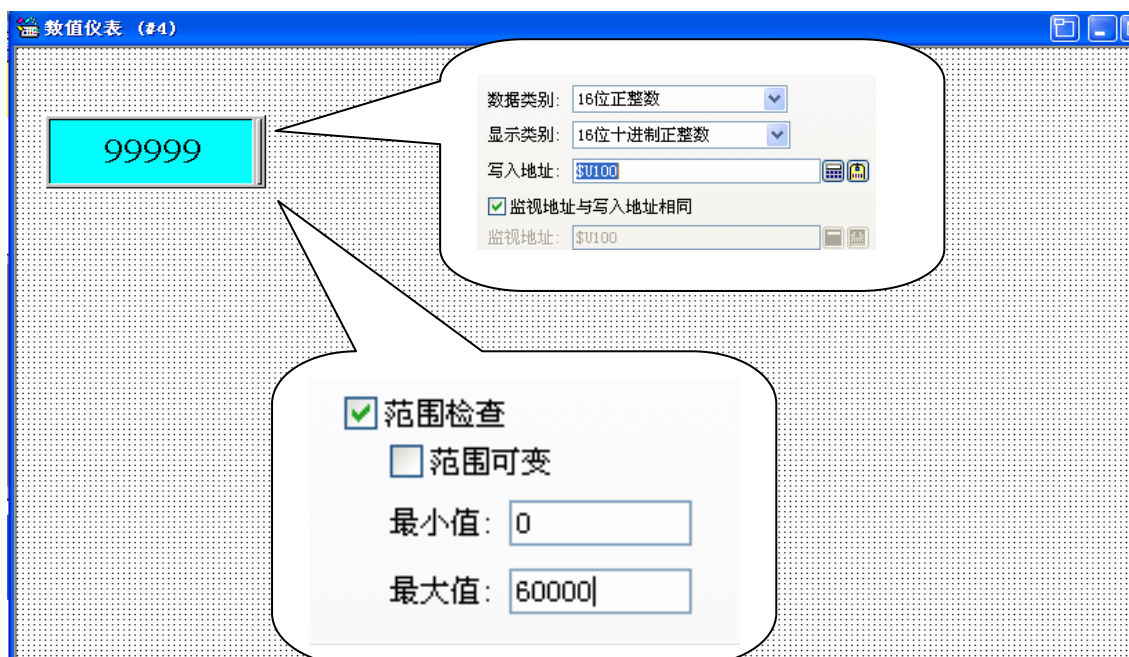 数值仪表 (#4)
99999
数据类别: 16位正整数
显示类别: 16位十进制正整数
写入地址: $U100
监视地址与写入地址相同
监视地址: $U100
范围检查
范围可变
最小值: 0
最大值: 60000